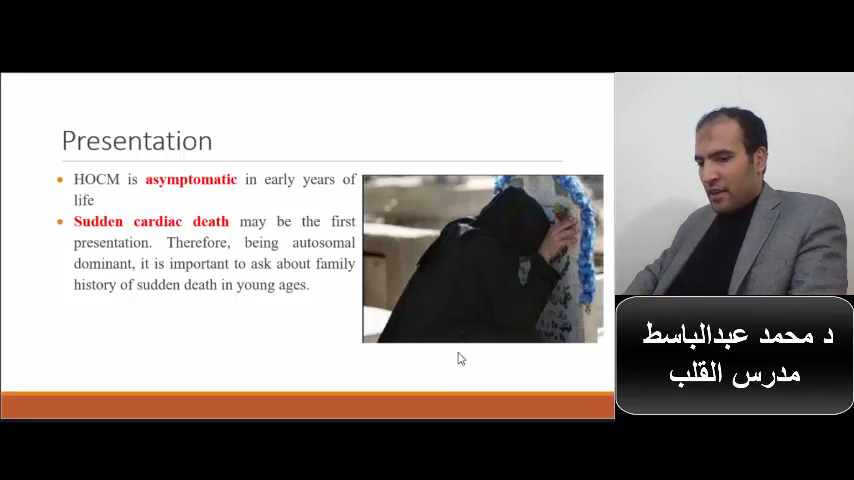 Presentation
HOCM is asymptomatic in early years of
life
Sudden cardiac death may be the first
presentation. Therefore, being autosomal
dominant, it is important to ask about family
history of sudden death in young ages.
د محمد عبدالباسط
مدرس القلب